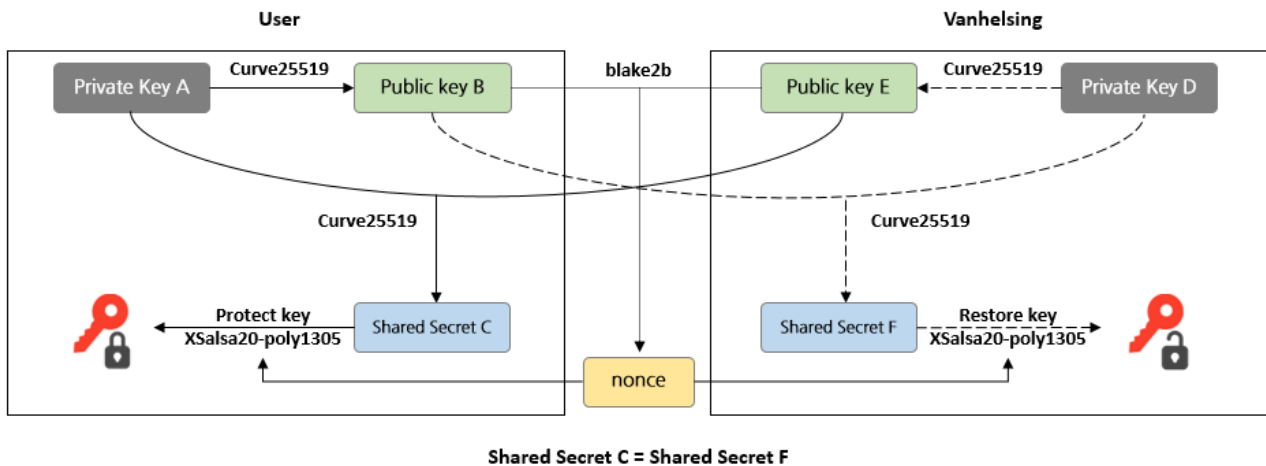 User
Vanhelsing
Private Key A
Curve25519
Public key B
blake2b
Public key E
Curve25519
Private Key D
Curve25519
Curve25519
Protect key
XSalsa20-poly1305
Shared Secret C
nonce
Shared Secret F
Restore key
XSalsa20-poly1305
Shared Secret C = Shared Secret F